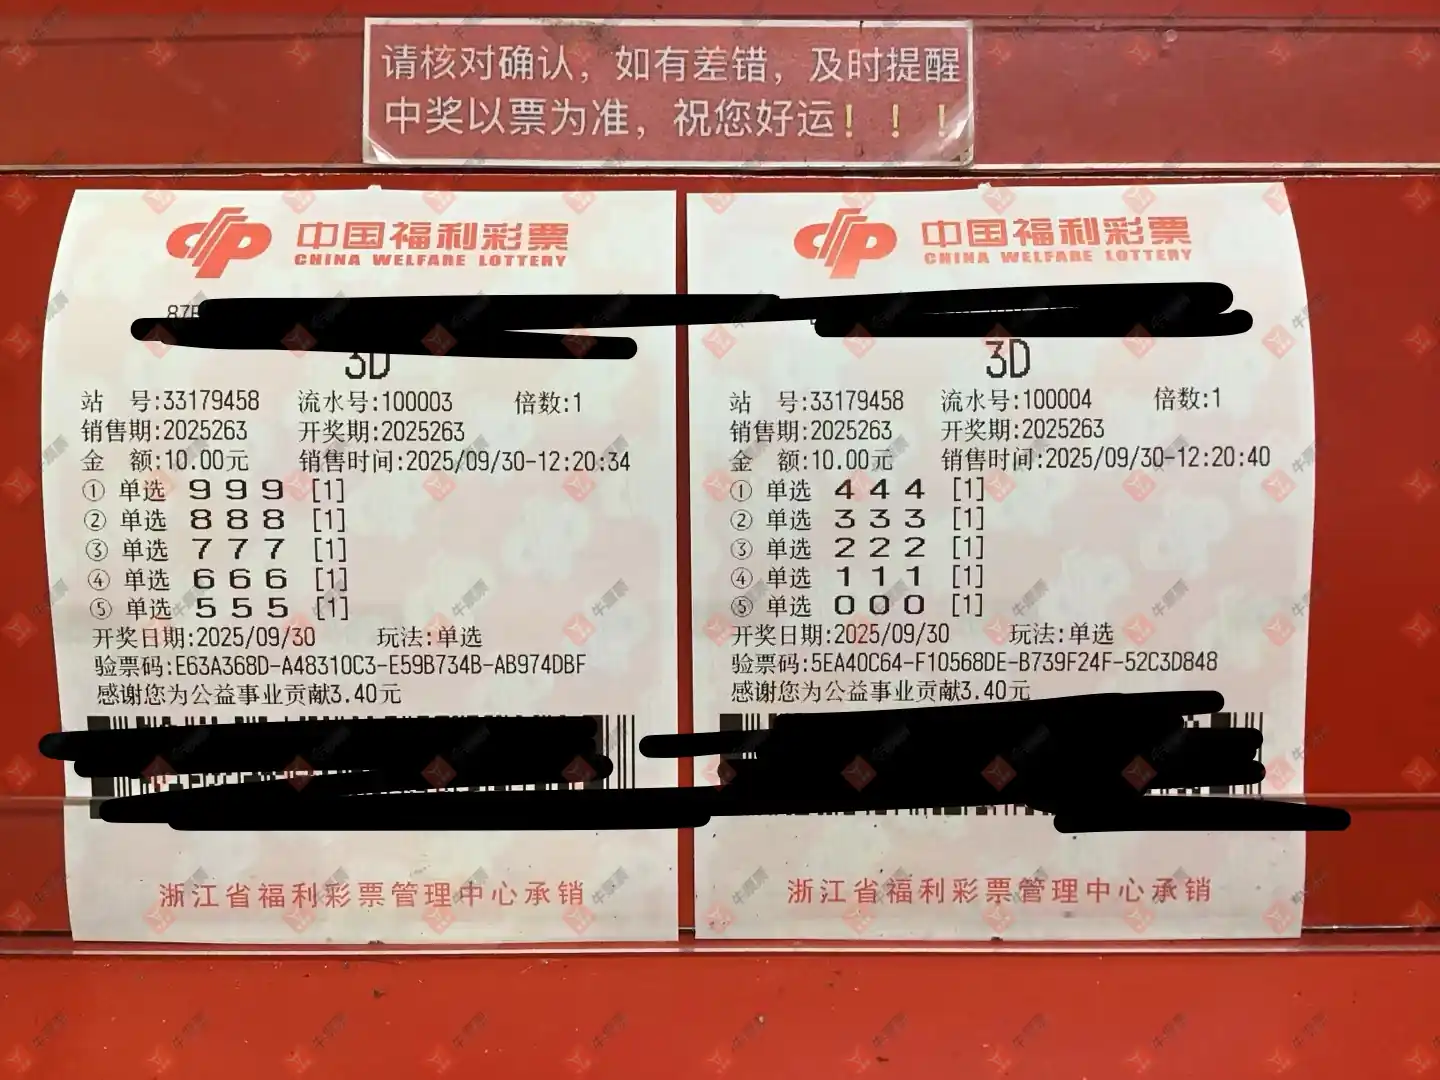 请核对确认，如有差错，及时提醒
中奖以票为准，祝您好运！！！
中国福利彩票
CHINA WELFARE LOTTERY
3D
站 号:33179458 流水号:100003 倍数:1
销售期:2025263 开奖期:2025263
金 额:10.00元 销售时间:2025/09/30-12:20:34
① 单选 9 9 9 [1]
② 单选 8 8 8 [1]
③ 单选 7 7 7 [1]
④ 单选 6 6 6 [1]
⑤ 单选 5 5 5 [1]
开奖日期:2025/09/30 玩法:单选
验票码:E63A368D-A48310C3-E59B734B-AB974DBF
感谢您为公益事业贡献3.40元
浙江省福利彩票管理中心承销
中国福利彩票
CHINA WELFARE LOTTERY
3D
站 号:33179458 流水号:100004 倍数:1
销售期:2025263 开奖期:2025263
金 额:10.00元 销售时间:2025/09/30-12:20:40
① 单选 4 4 4 [1]
② 单选 3 3 3 [1]
③ 单选 2 2 2 [1]
④ 单选 1 1 1 [1]
⑤ 单选 0 0 0 [1]
开奖日期:2025/09/30 玩法:单选
验票码:5EA40C64-F10568DE-B739F24F-52C3D848
感谢您为公益事业贡献3.40元
浙江省福利彩票管理中心承销